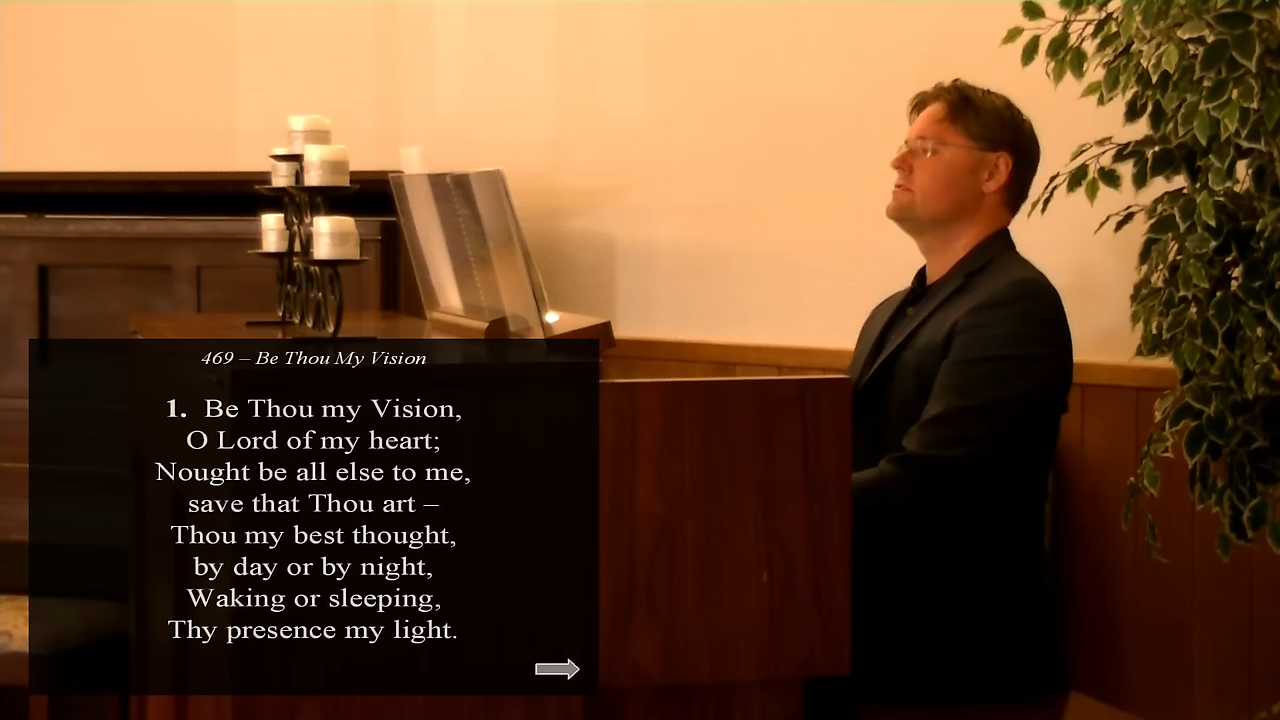 469 – Be Thou My Vision
1. Be Thou my Vision,
O Lord of my heart;
Nought be all else to me,
save that Thou art –
Thou my best thought,
by day or by night,
Waking or sleeping,
Thy presence my light.